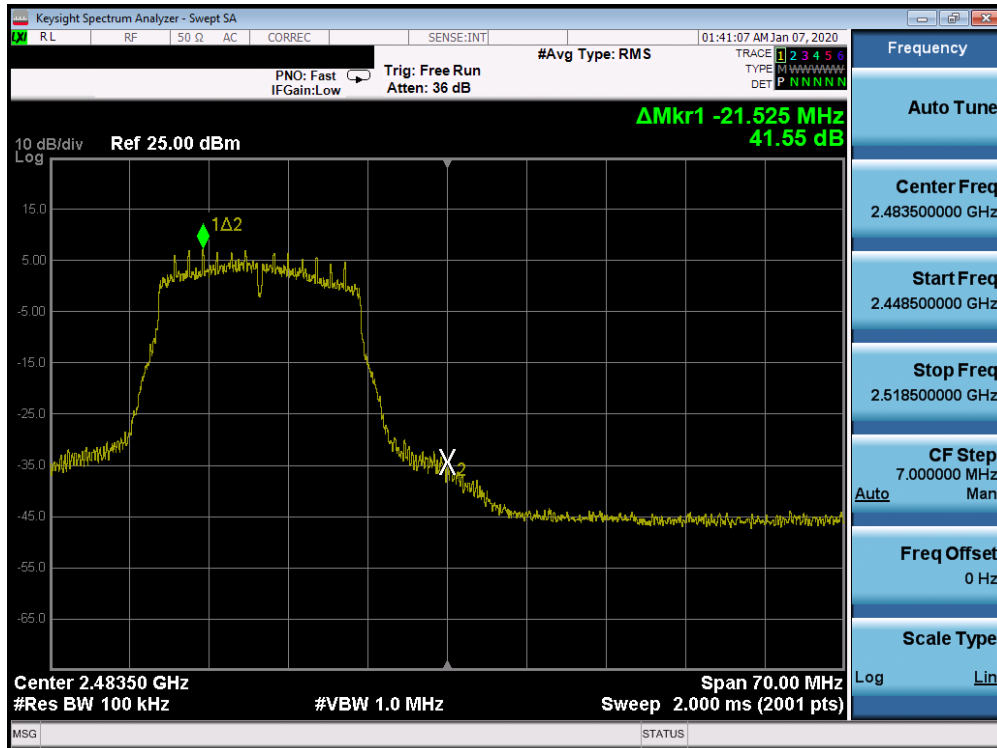 Keysight Spectrum Analyzer - Swept SA
LXI RL RF 50 Ω AC CORREC SENSE:INT 01:41:07 AM Jan 07, 2020
PNO: Fast Trig: Free Run #Avg Type: RMS TRACE 1 2 3 4 5 6
IFGain:Low Atten: 36 dB TYPE M WWWWW
DET P N N N N N
ΔMkr1 -21.525 MHz
41.55 dB
10 dB/div Ref 25.00 dBm
Log
15.0
1Δ2
5.00
-5.00
-15.0
-25.0
-35.0
2
-45.0
-55.0
-65.0
Center 2.48350 GHz Span 70.00 MHz
#Res BW 100 kHz #VBW 1.0 MHz Sweep 2.000 ms (2001 pts)
MSG STATUS
Frequency
Auto Tune
Center Freq
2.483500000 GHz
Start Freq
2.448500000 GHz
Stop Freq
2.518500000 GHz
CF Step
7.000000 MHz
Auto Man
Freq Offset
0 Hz
Scale Type
Log Lin